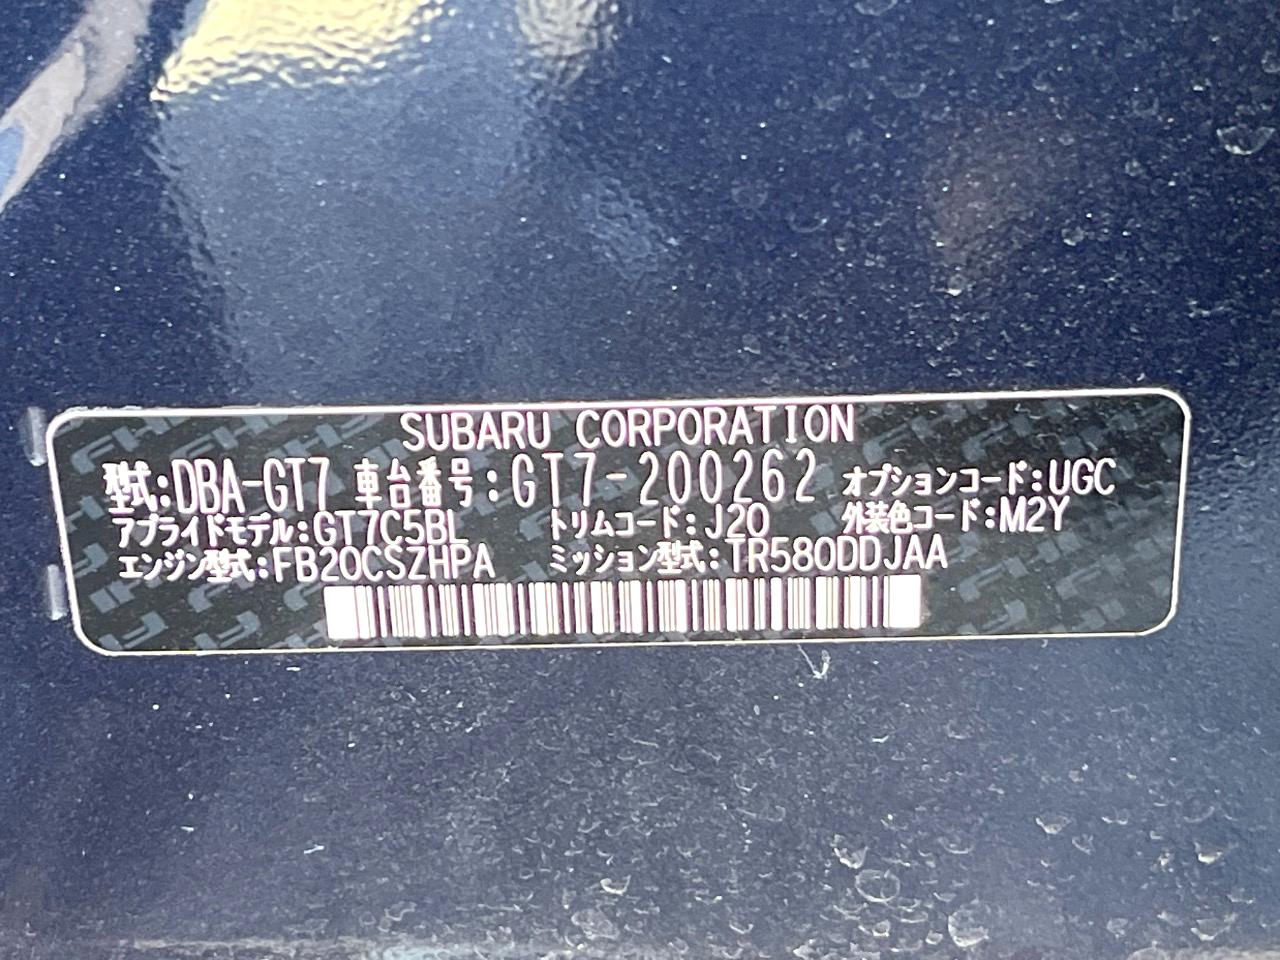 SUBARU CORPORATION
型式:DBA-GT7 車台番号:GT7-200262 オプションコード:UGC
アプライドモデル:GT7C5BL トリムコード:J20 外装色コード:M2Y
エンジン型式:FB20CSZHPA ミッション型式:TR580DDJAA